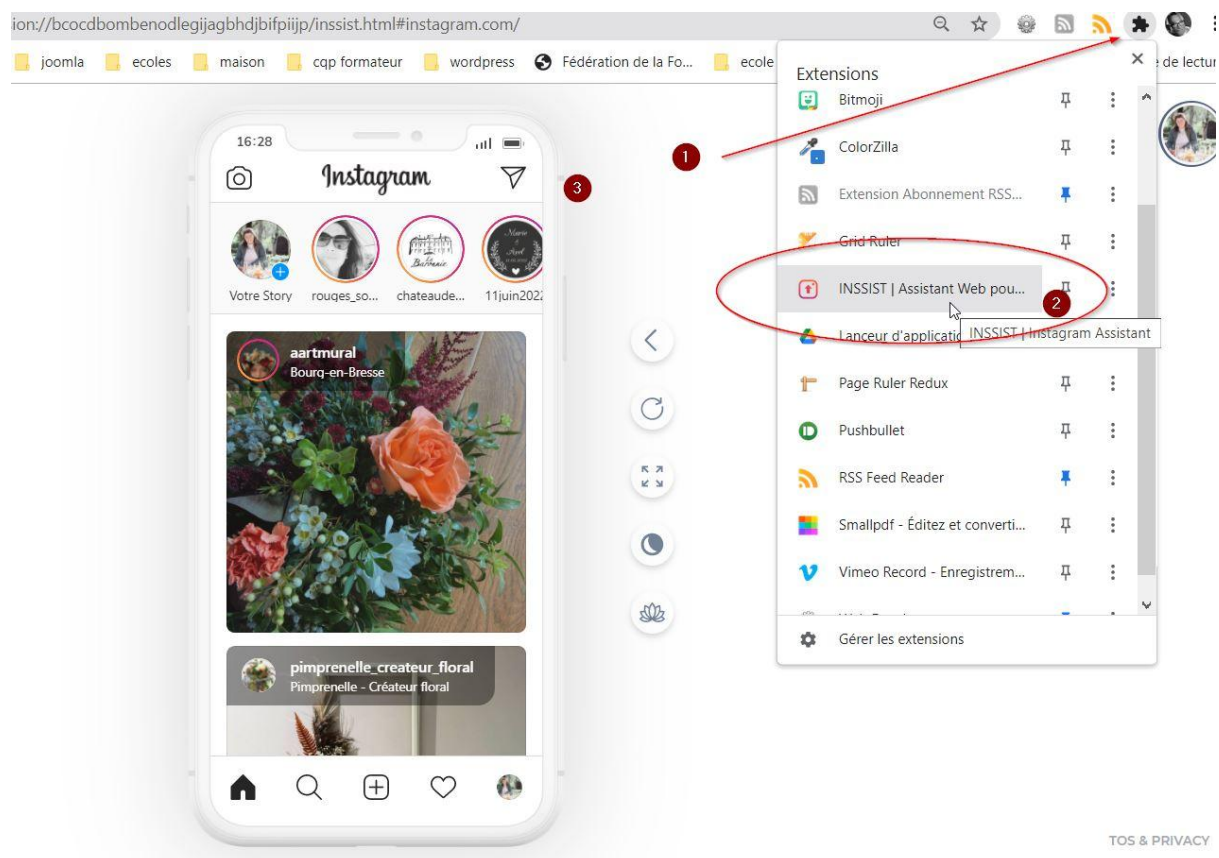 sion://bcocdbombenodlegijagbhdjbifpiijp/inssist.html#instagram.com/
joomla ecoles maison cqp formateur wordpress Fédération de la Fo... ecole de lectur
Extensions
Bitmoji
ColorZilla
Extension Abonnement RSS...
Grid Ruler
INSSIST | Assistant Web pou...
2
Lanceur d'applicatio
INSSIST | Instagram Assistant
Page Ruler Redux
Pushbullet
RSS Feed Reader
Smallpdf - Éditez et converti...
Vimeo Record - Enregistrem...
Gérer les extensions
1
3
16:28
Instagram
Votre Story rouges_so... chateaude... 11juin2022
aartmural
Bourg-en-Bresse
pimprenelle_createur_floral
Pimprenelle - Créateur floral
TOS & PRIVACY